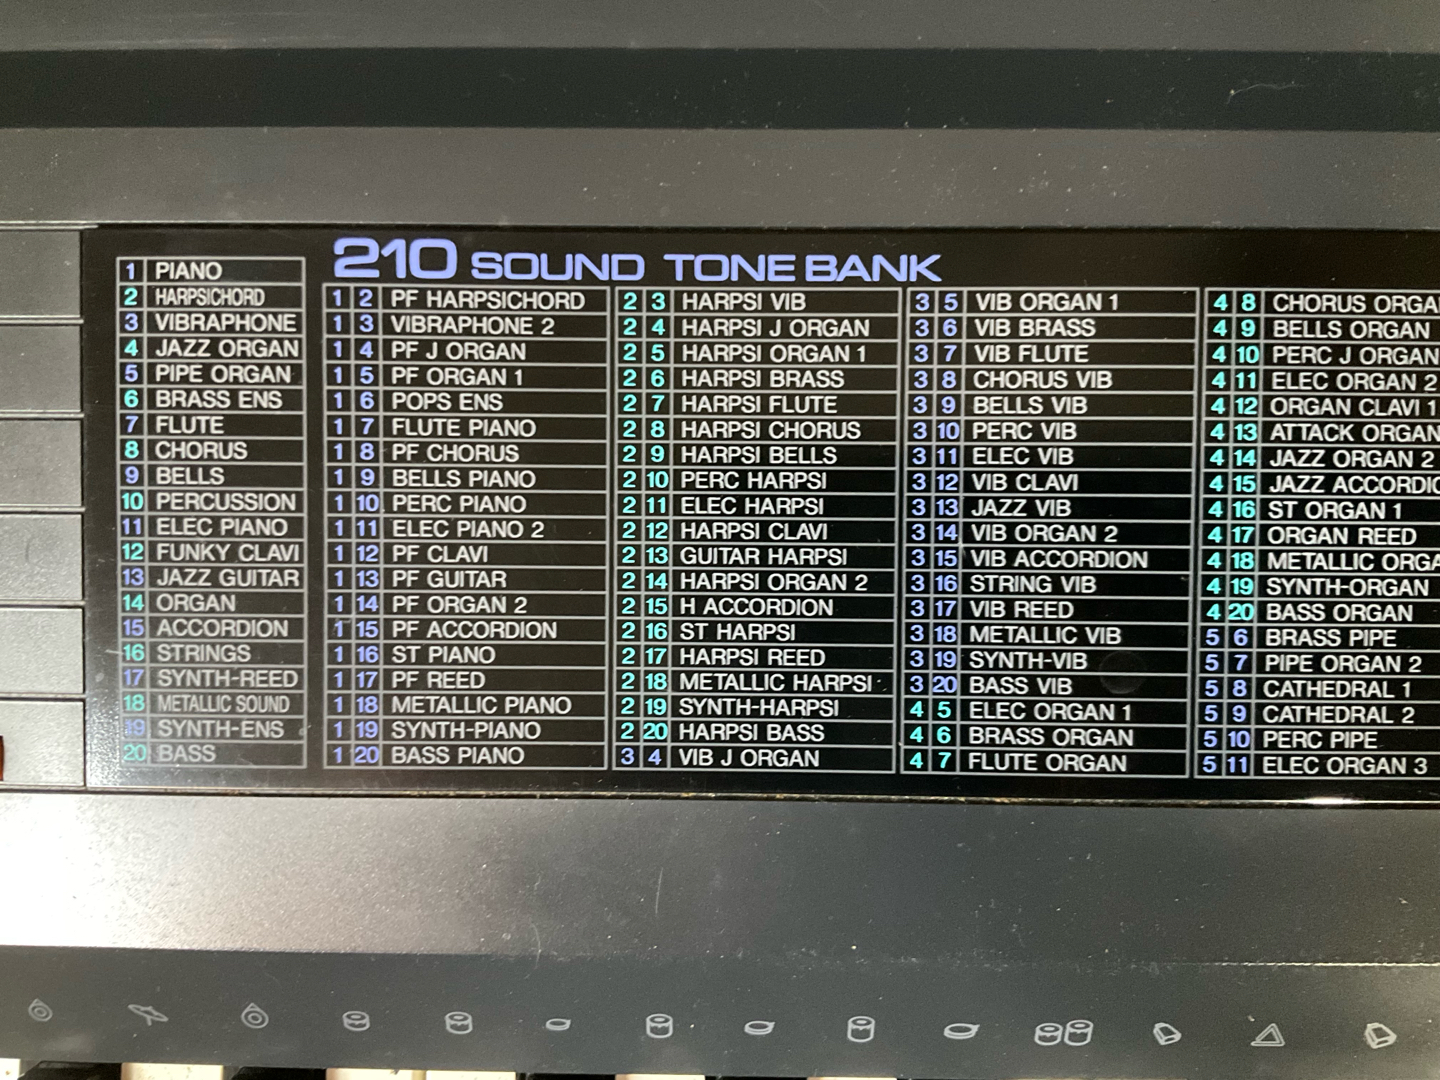 210 SOUND TONE BANK
1 PIANO
2 HARPSICHORD
3 VIBRAPHONE
4 JAZZ ORGAN
5 PIPE ORGAN
6 BRASS ENS
7 FLUTE
8 CHORUS
9 BELLS
10 PERCUSSION
11 ELEC PIANO
12 FUNKY CLAVI
13 JAZZ GUITAR
14 ORGAN
15 ACCORDION
16 STRINGS
17 SYNTH-REED
18 METALLIC SOUND
19 SYNTH-ENS
20 BASS
1 2 PF HARPSICHORD
1 3 VIBRAPHONE 2
1 4 PF J ORGAN
1 5 PF ORGAN 1
1 6 POPS ENS
1 7 FLUTE PIANO
1 8 PF CHORUS
1 9 BELLS PIANO
1 10 PERC PIANO
1 11 ELEC PIANO 2
1 12 PF CLAVI
1 13 PF GUITAR
1 14 PF ORGAN 2
1 15 PF ACCORDION
1 16 ST PIANO
1 17 PF REED
1 18 METALLIC PIANO
1 19 SYNTH-PIANO
1 20 BASS PIANO
2 3 HARPSI VIB
2 4 HARPSI J ORGAN
2 5 HARPSI ORGAN 1
2 6 HARPSI BRASS
2 7 HARPSI FLUTE
2 8 HARPSI CHORUS
2 9 HARPSI BELLS
2 10 PERC HARPSI
2 11 ELEC HARPSI
2 12 HARPSI CLAVI
2 13 GUITAR HARPSI
2 14 HARPSI ORGAN 2
2 15 H ACCORDION
2 16 ST HARPSI
2 17 HARPSI REED
2 18 METALLIC HARPSI
2 19 SYNTH-HARPSI
2 20 HARPSI BASS
3 4 VIB J ORGAN
3 5 VIB ORGAN 1
3 6 VIB BRASS
3 7 VIB FLUTE
3 8 CHORUS VIB
3 9 BELLS VIB
3 10 PERC VIB
3 11 ELEC VIB
3 12 VIB CLAVI
3 13 JAZZ VIB
3 14 VIB ORGAN 2
3 15 VIB ACCORDION
3 16 STRING VIB
3 17 VIB REED
3 18 METALLIC VIB
3 19 SYNTH-VIB
3 20 BASS VIB
4 5 ELEC ORGAN 1
4 6 BRASS ORGAN
4 7 FLUTE ORGAN
4 8 CHORUS ORGA
4 9 BELLS ORGAN
4 10 PERC J ORGAN
4 11 ELEC ORGAN 2
4 12 ORGAN CLAVI 1
4 13 ATTACK ORGAN
4 14 JAZZ ORGAN 2
4 15 JAZZ ACCORDIO
4 16 ST ORGAN 1
4 17 ORGAN REED
4 18 METALLIC ORGA
4 19 SYNTH-ORGAN
4 20 BASS ORGAN
5 6 BRASS PIPE
5 7 PIPE ORGAN 2
5 8 CATHEDRAL 1
5 9 CATHEDRAL 2
5 10 PERC PIPE
5 11 ELEC ORGAN 3